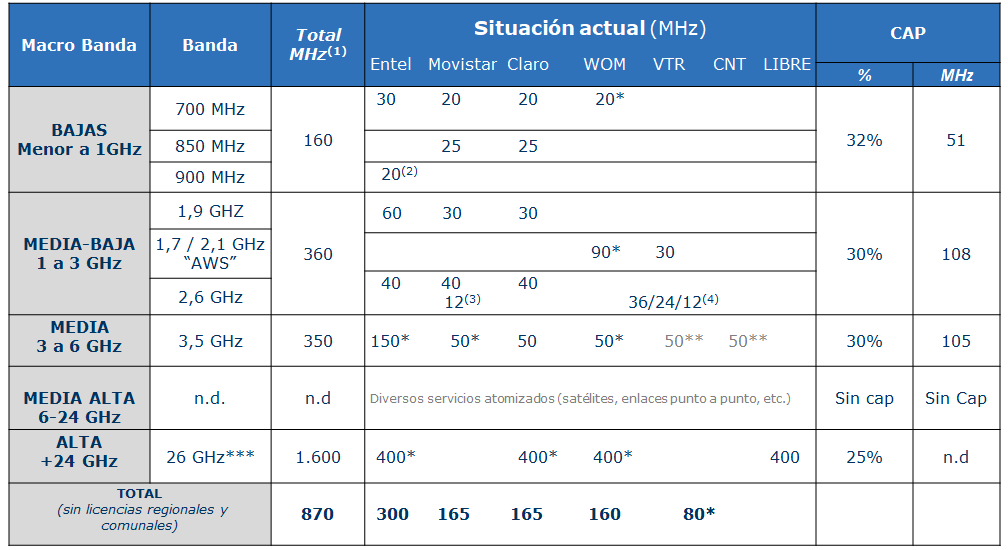 Macro Banda Banda Total MHz(1) Situación actual (MHz) CAP
Entel Movistar Claro WOM VTR CNT LIBRE
% MHz
BAJAS Menor a 1GHz 700 MHz 160 30 20 20 20* 32% 51
850 MHz 25 25
900 MHz 20(2)
MEDIA-BAJA 1 a 3 GHz 1,9 GHZ 360 60 30 30 30% 108
1,7 / 2,1 GHz “AWS” 90* 30
2,6 GHz 40 40 40
12(3) 36/24/12(4)
MEDIA 3 a 6 GHz 3,5 GHz 350 150* 50* 50 50* 50** 50** 30% 105
MEDIA ALTA 6-24 GHz n.d. n.d Diversos servicios atomizados (satélites, enlaces punto a punto, etc.) Sin cap Sin Cap
ALTA +24 GHz 26 GHz*** 1.600 400* 400* 400* 400 25% n.d
TOTAL
(sin licencias regionales y comunales) 870 300 165 165 160 80*